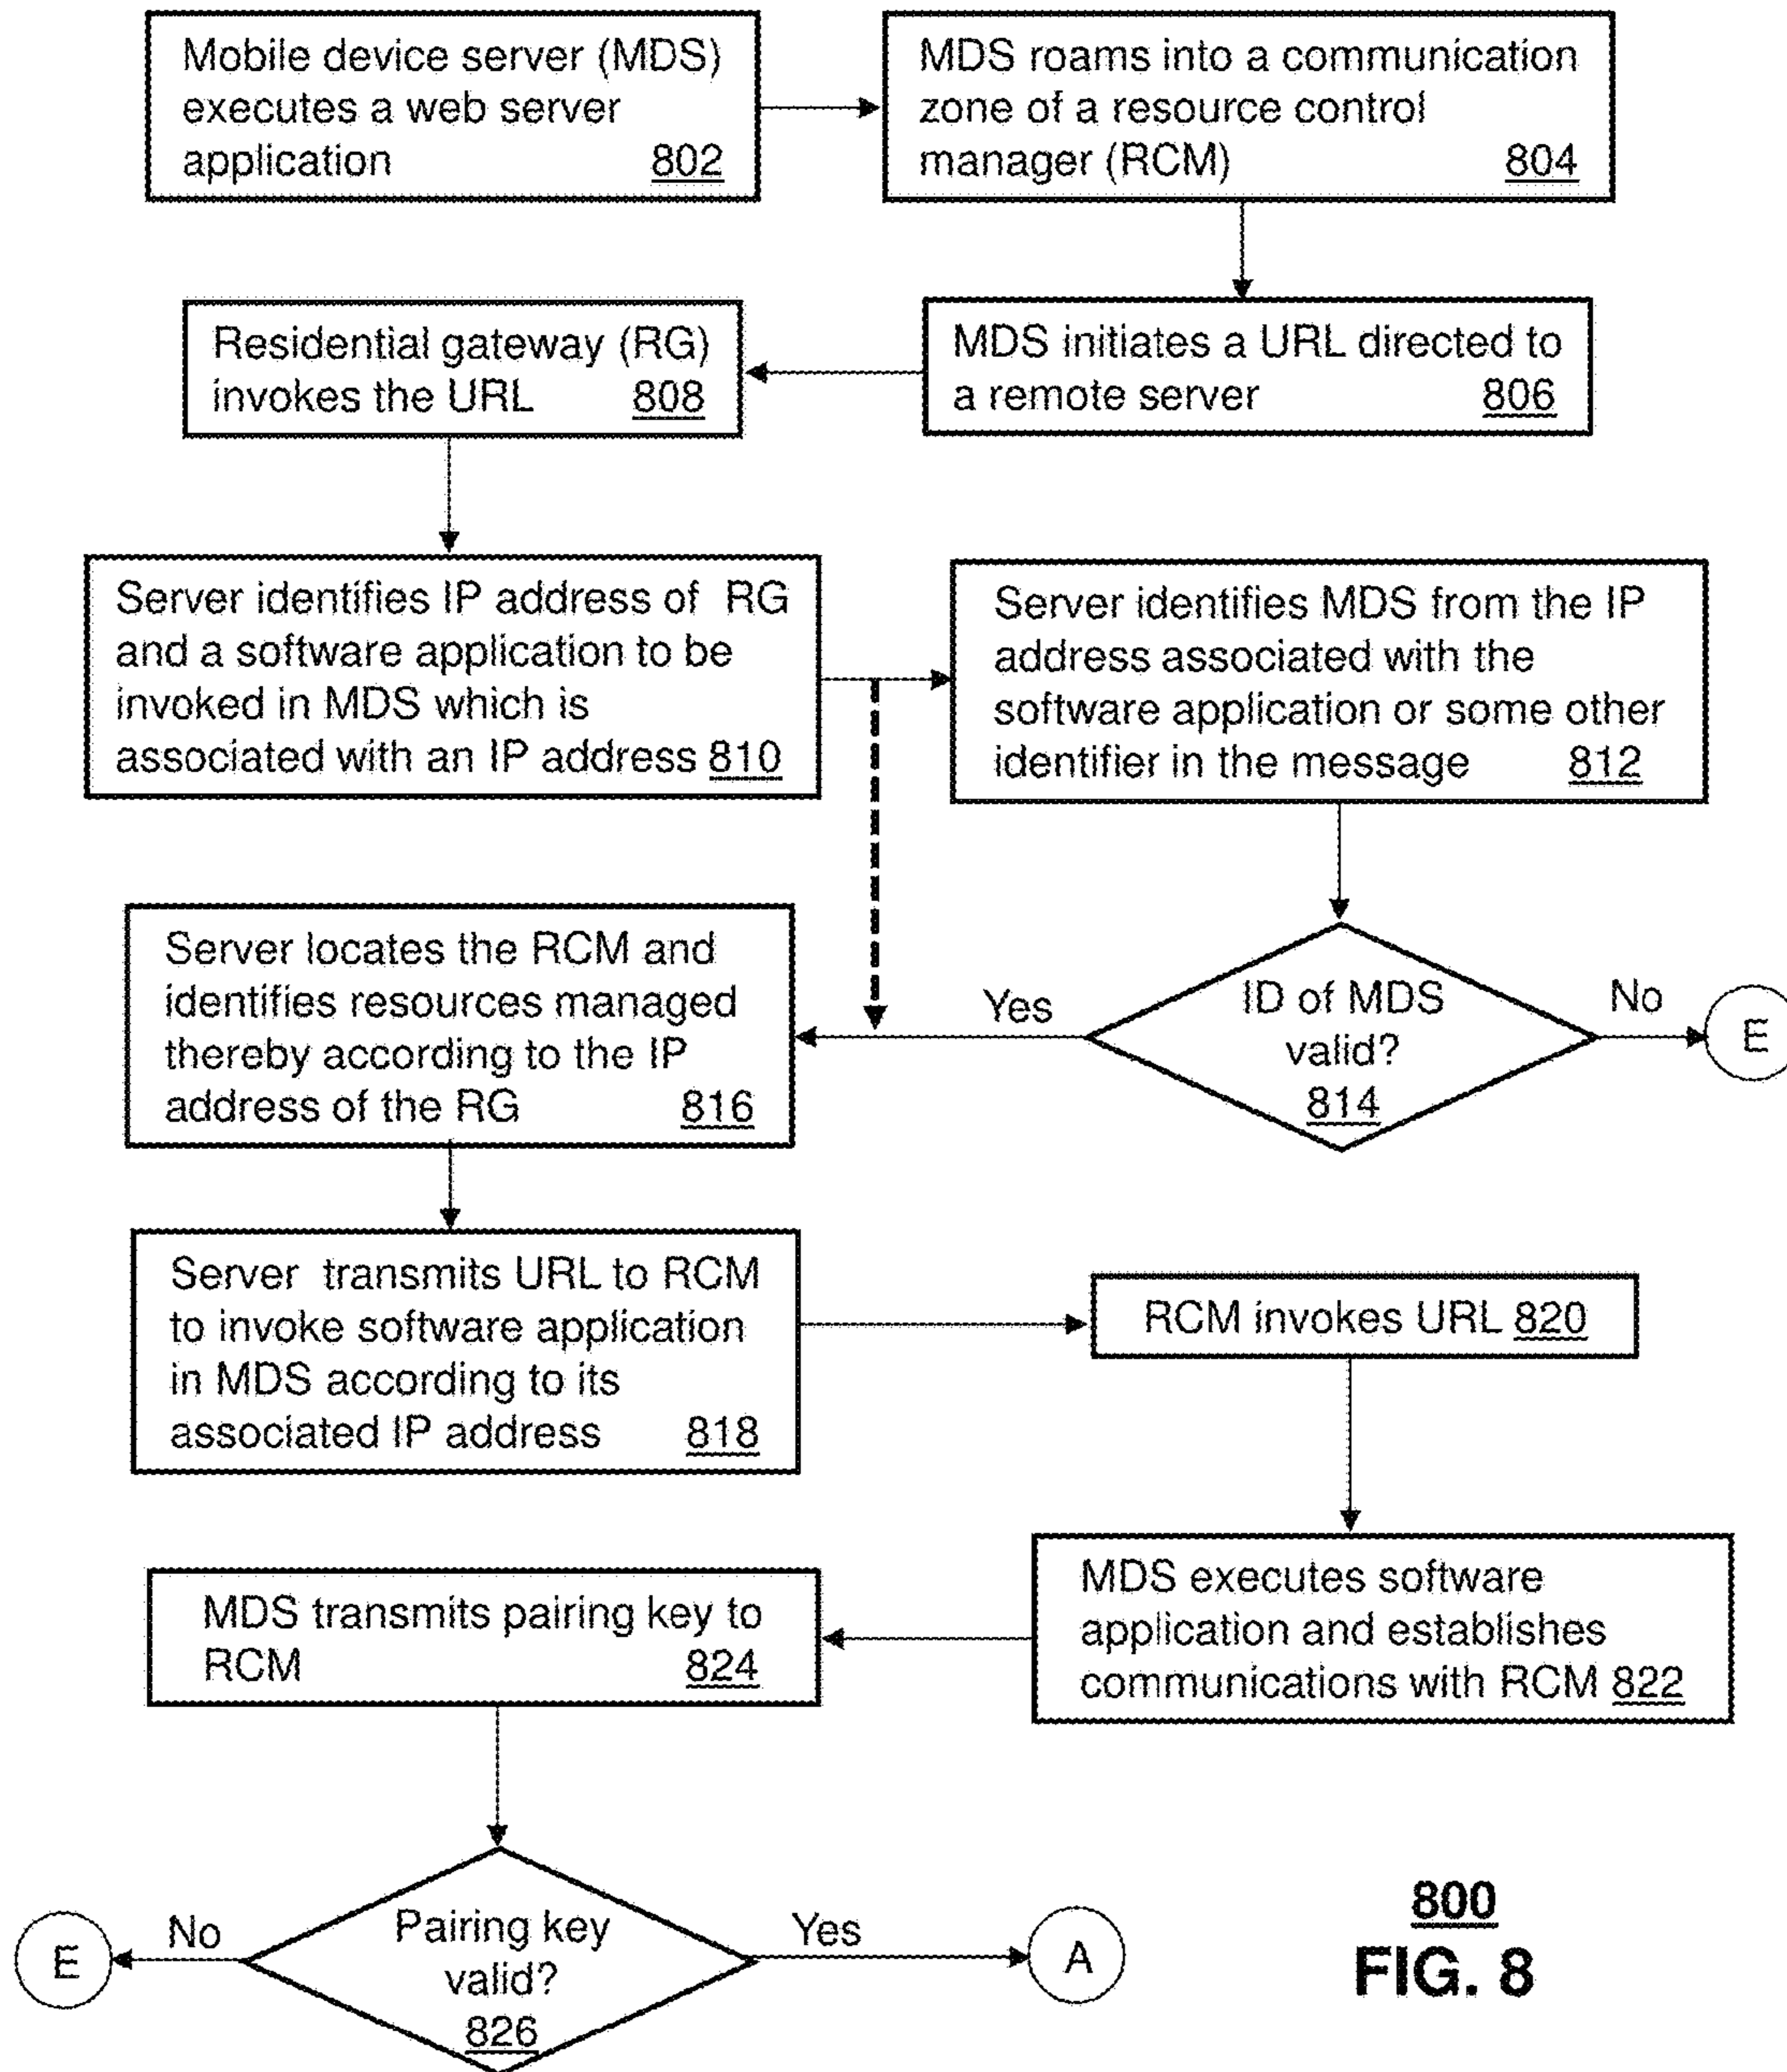 Mobile device server (MDS)
executes a web server
application 802
MDS roams into a communication
zone of a resource control
manager (RCM) 804
MDS initiates a URL directed to
a remote server 806
Residential gateway (RG)
invokes the URL 808
Server identifies IP address of RG
and a software application to be
invoked in MDS which is
associated with an IP address 810
Server identifies MDS from the IP
address associated with the
software application or some other
identifier in the message 812
ID of MDS
valid?
814
Yes
No
E
Server locates the RCM and
identifies resources managed
thereby according to the IP
address of the RG 816
Server transmits URL to RCM
to invoke software application
in MDS according to its
associated IP address 818
RCM invokes URL 820
MDS executes software
application and establishes
communications with RCM 822
MDS transmits pairing key to
RCM 824
Pairing key
valid?
826
No
E
Yes
A
800
FIG. 8